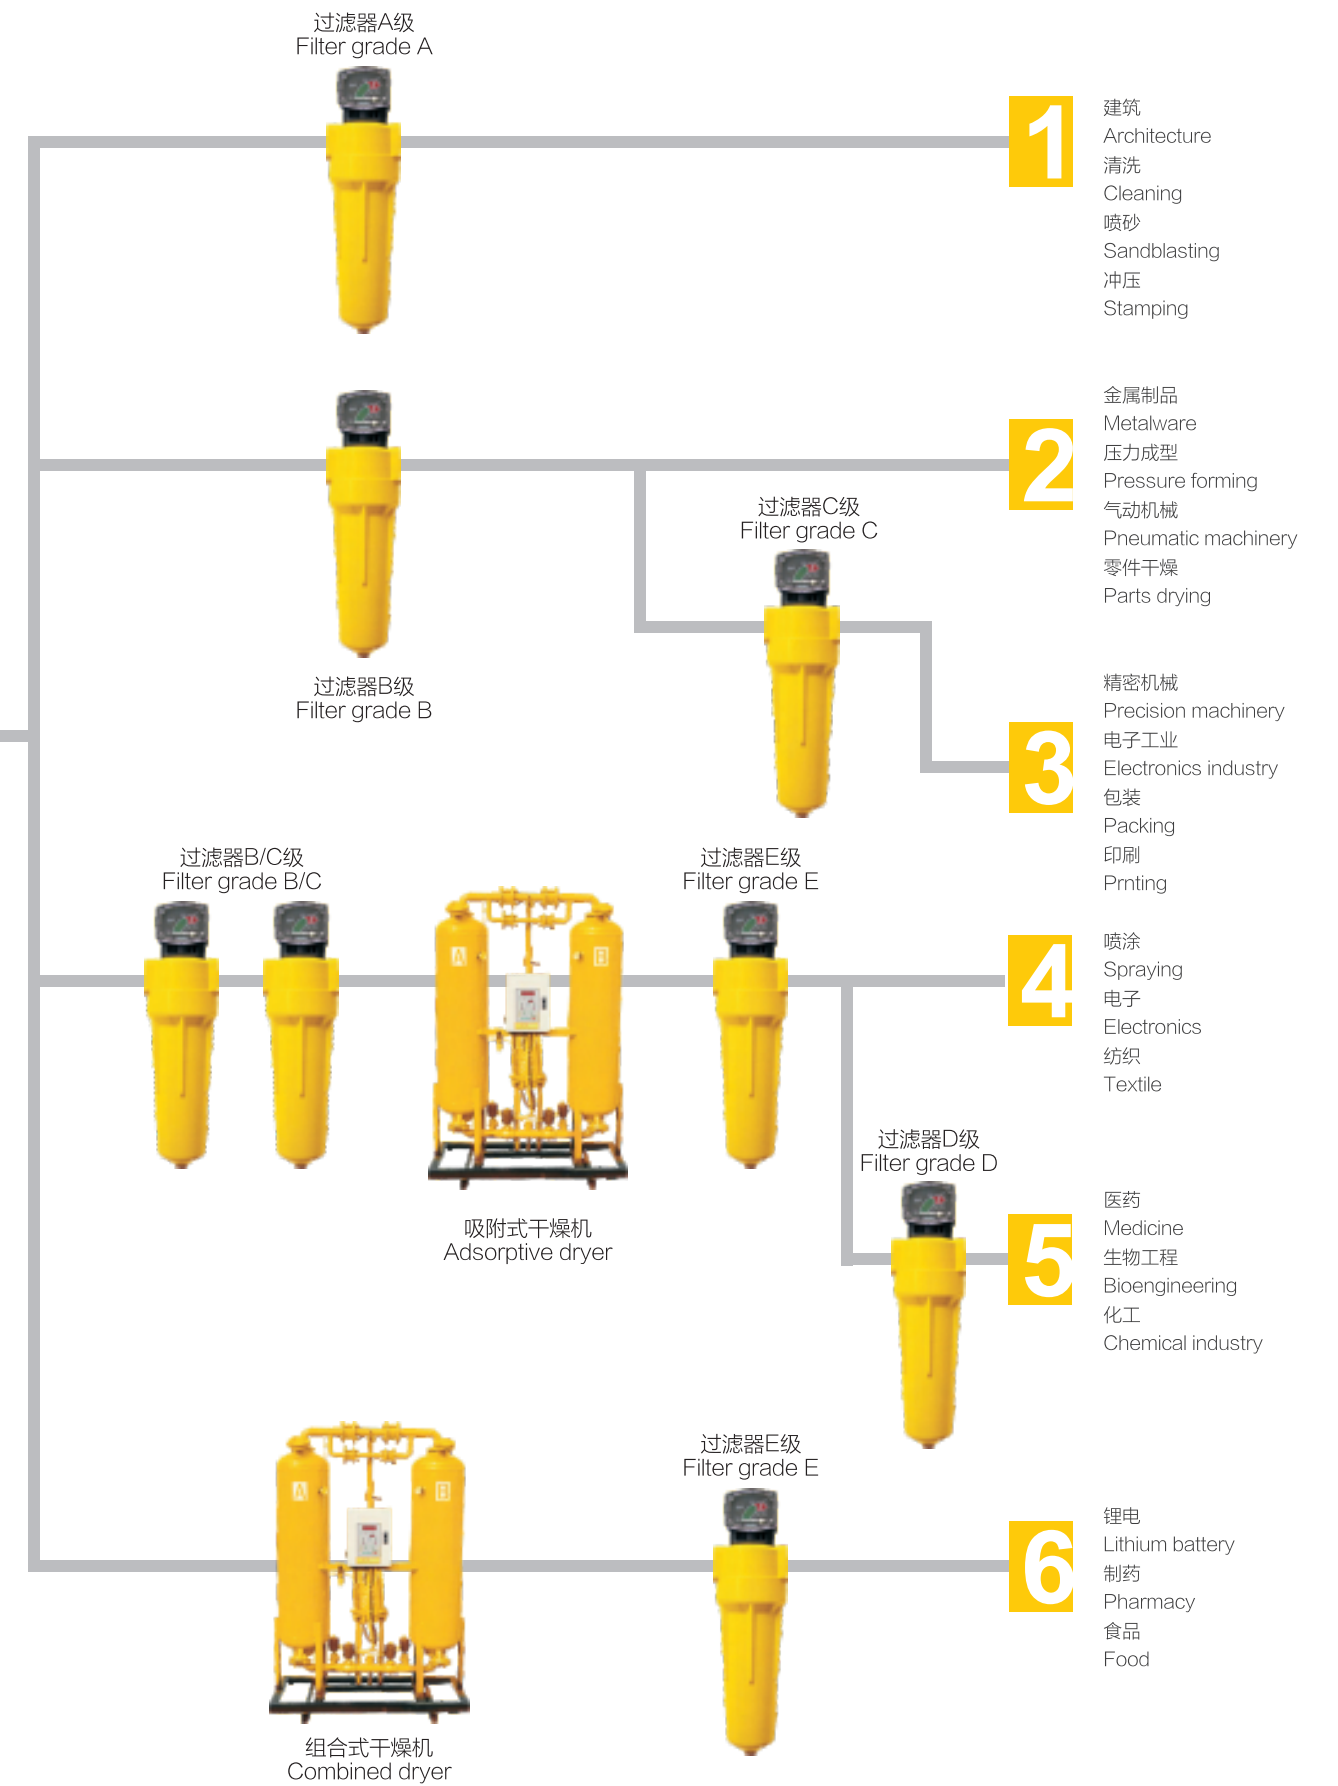 过滤器A级
Filter grade A
1
建筑
Architecture
清洗
Cleaning
喷砂
Sandblasting
冲压
Stamping
2
金属制品
Metalware
压力成型
Pressure forming
气动机械
Pneumatic machinery
零件干燥
Parts drying
过滤器B级
Filter grade B
过滤器C级
Filter grade C
3
精密机械
Precision machinery
电子工业
Electronics industry
包装
Packing
印刷
Prnting
过滤器B/C级
Filter grade B/C
A
B
吸附式干燥机
Adsorptive dryer
过滤器E级
Filter grade E
4
喷涂
Spraying
电子
Electronics
纺织
Textile
过滤器D级
Filter grade D
5
医药
Medicine
生物工程
Bioengineering
化工
Chemical industry
A
B
组合式干燥机
Combined dryer
过滤器E级
Filter grade E
6
锂电
Lithium battery
制药
Pharmacy
食品
Food